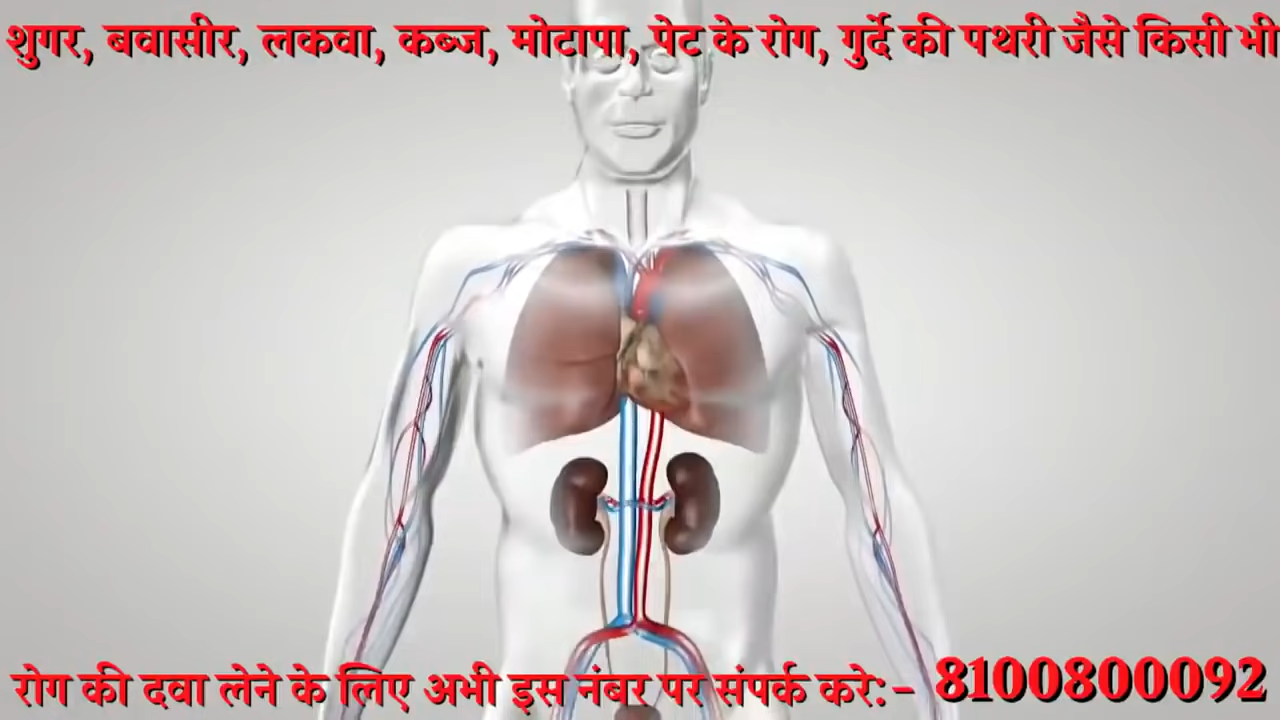 शुगर, बवासीर, लकवा, कब्ज, मोटापा, पेट के रोग, गुर्दे की पथरी जैसे किसी भी
रोग की दवा लेने के लिए अभी इस नंबर पर संपर्क करे:- 8100800092